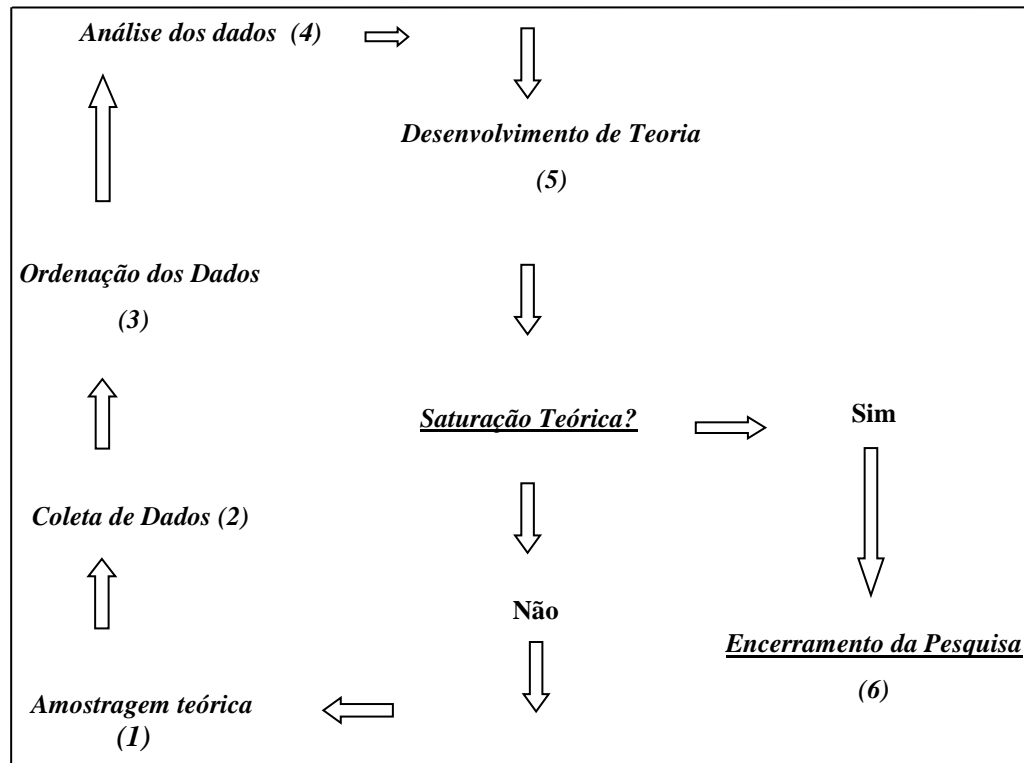 Análise dos dados (4)
Desenvolvimento de Teoria
(5)
Ordenação dos Dados
(3)
Saturação Teórica?
Sim
Coleta de Dados (2)
Não
Encerramento da Pesquisa
(6)
Amostragem teórica
(1)